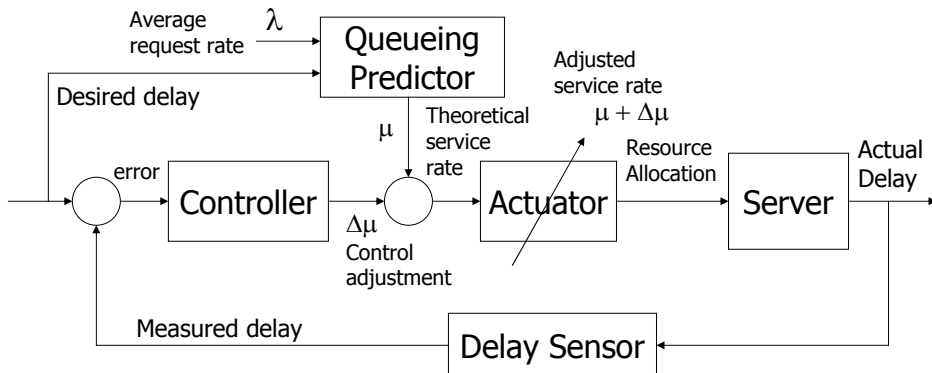 Average
request rate
λ
Queueing
Predictor
Desired delay
μ
Theoretical
service
rate
Adjusted
service rate
μ + Δμ
Resource
Allocation
Actual
Delay
error
Controller
Δμ
Control
adjustment
Actuator
Server
Measured delay
Delay Sensor